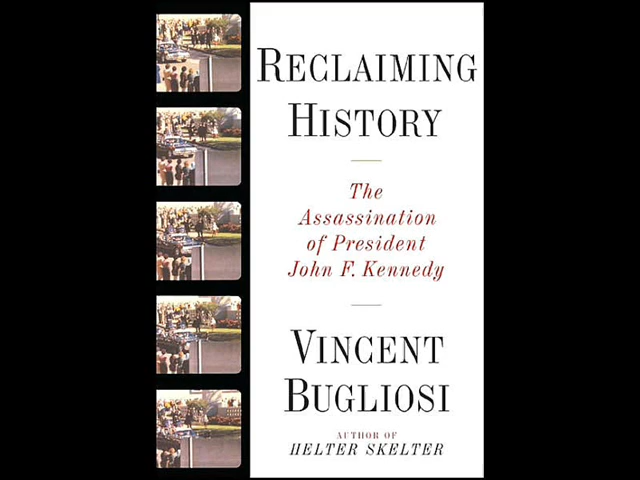 RECLAIMING
HISTORY
The
Assassination
of President
John F. Kennedy
VINCENT
BUGLIOSI
AUTHOR OF
HELTER SKELTER